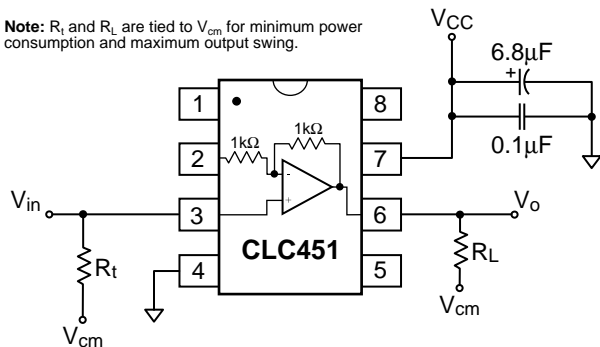 Note: Rt and RL are tied to Vcm for minimum power
consumption and maximum output swing.
VCC
6.8µF
+
0.1µF
1
8
1kΩ
1kΩ
2
7
-
+
Vin
3
6
Vo
CLC451
Rt
4
5
RL
Vcm
Vcm